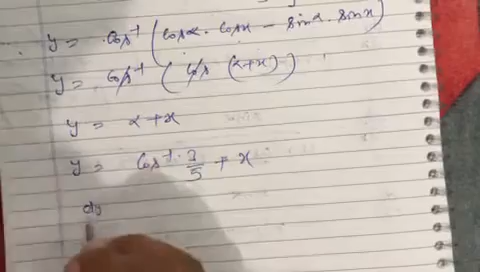 y = cos⁻¹ (cosα · cosx − sinα · sinx)
y = cos⁻¹ (cos (α+x))
y = α+x
y = cos⁻¹ · 3/5 + x
dy